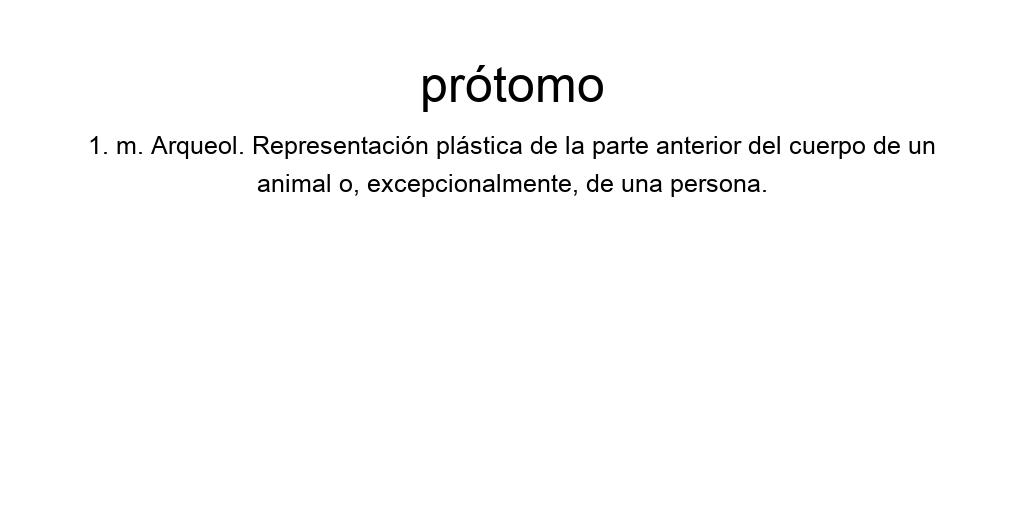 prótomo
1. m. Arqueol. Representación plástica de la parte anterior del cuerpo de un
animal o, excepcionalmente, de una persona.